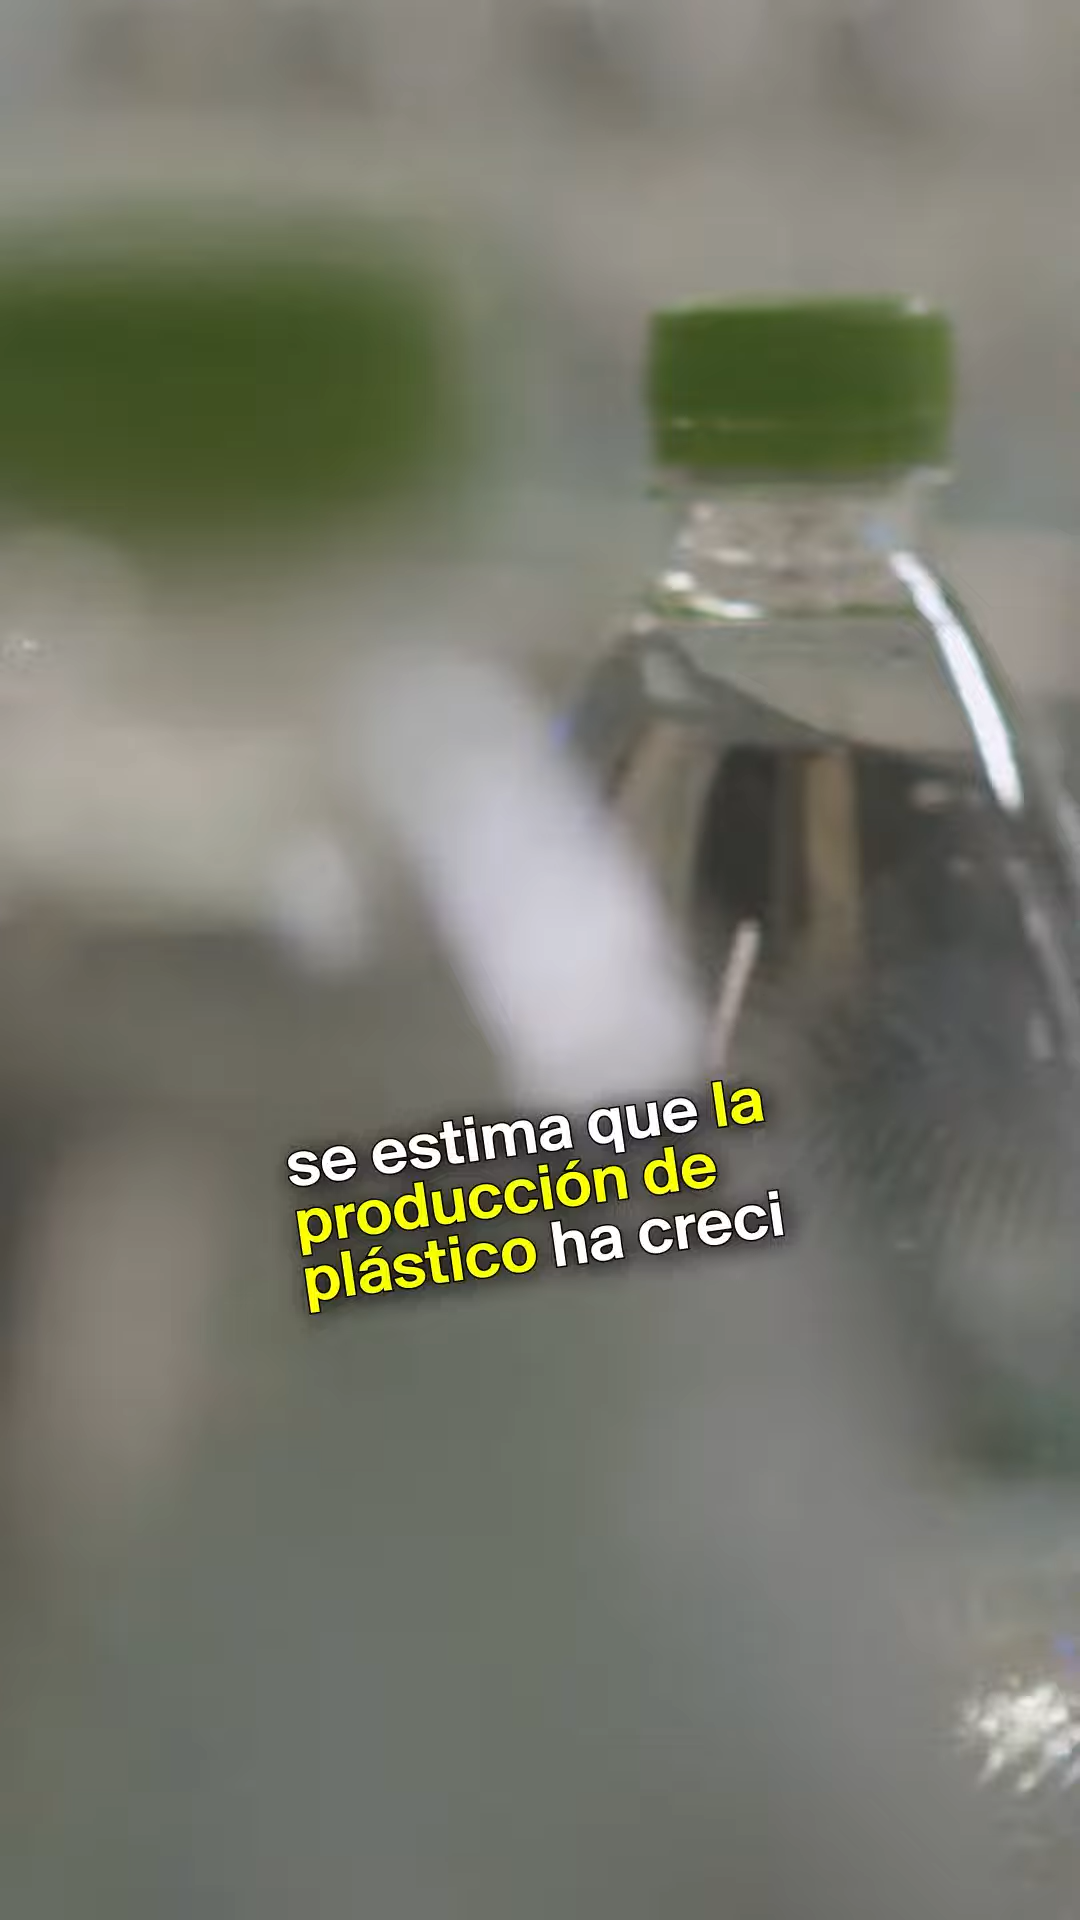 se estima que la
producción de
plástico ha creci